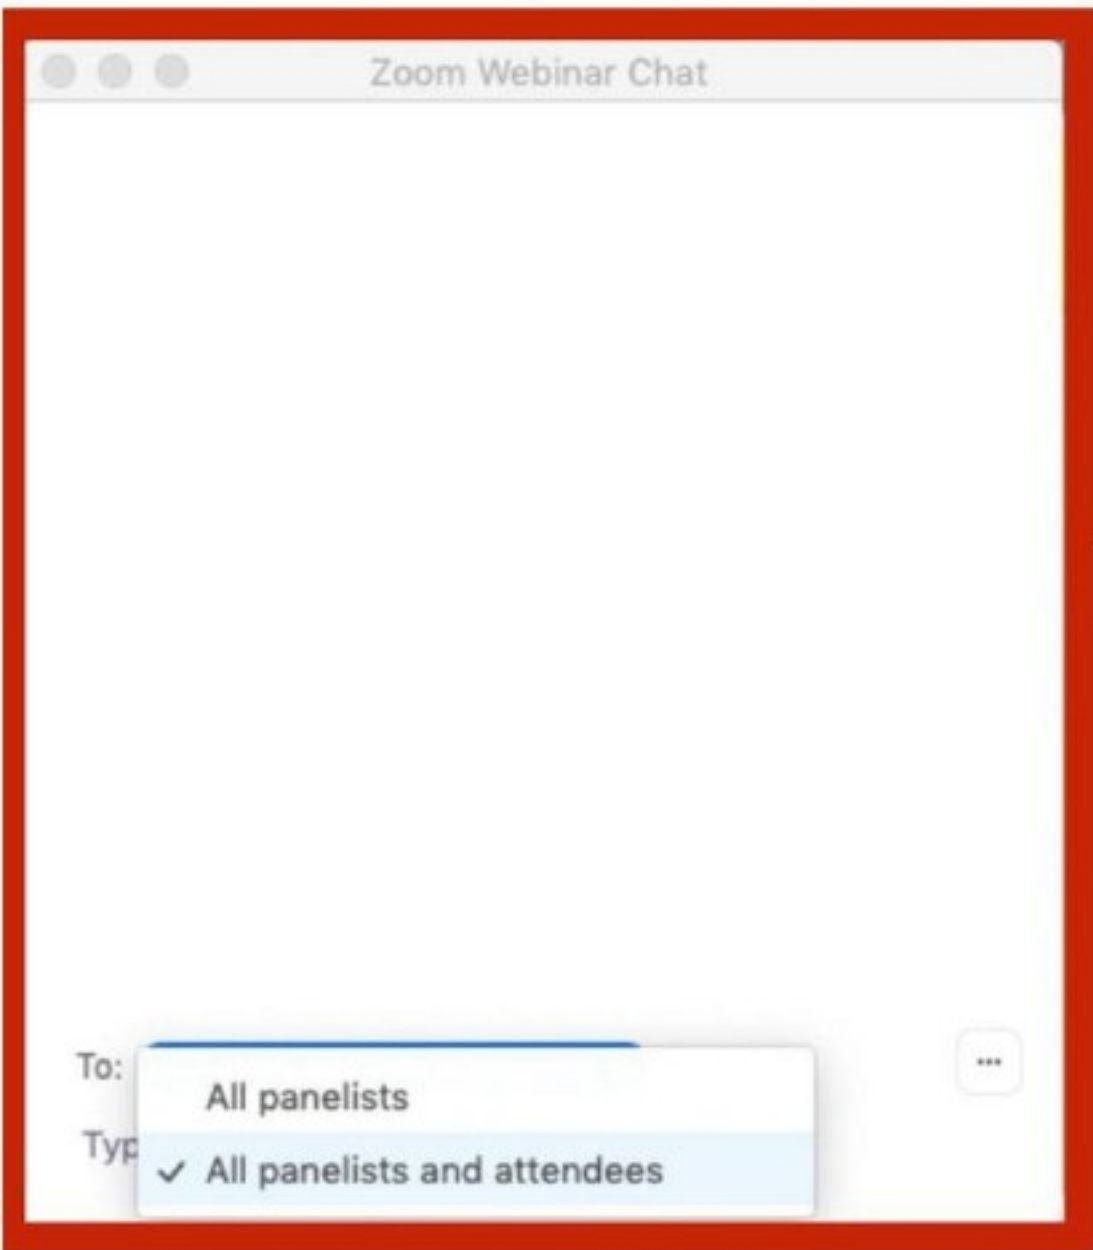 Zoom Webinar Chat
To:
All panelists
Typ
✓ All panelists and attendees